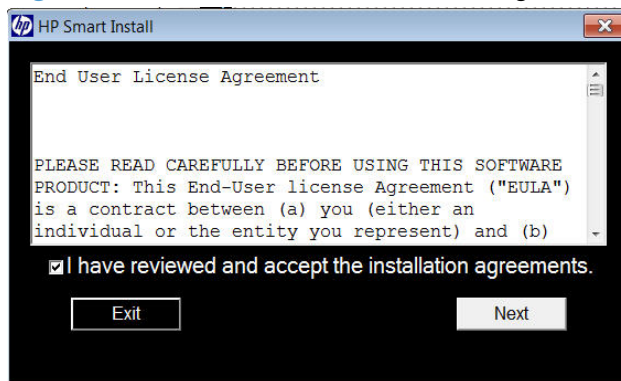 hp HP Smart Install
End User License Agreement
PLEASE READ CAREFULLY BEFORE USING THIS SOFTWARE
PRODUCT: This End-User license Agreement ("EULA")
is a contract between (a) you (either an
individual or the entity you represent) and (b)
I have reviewed and accept the installation agreements.
Exit
Next